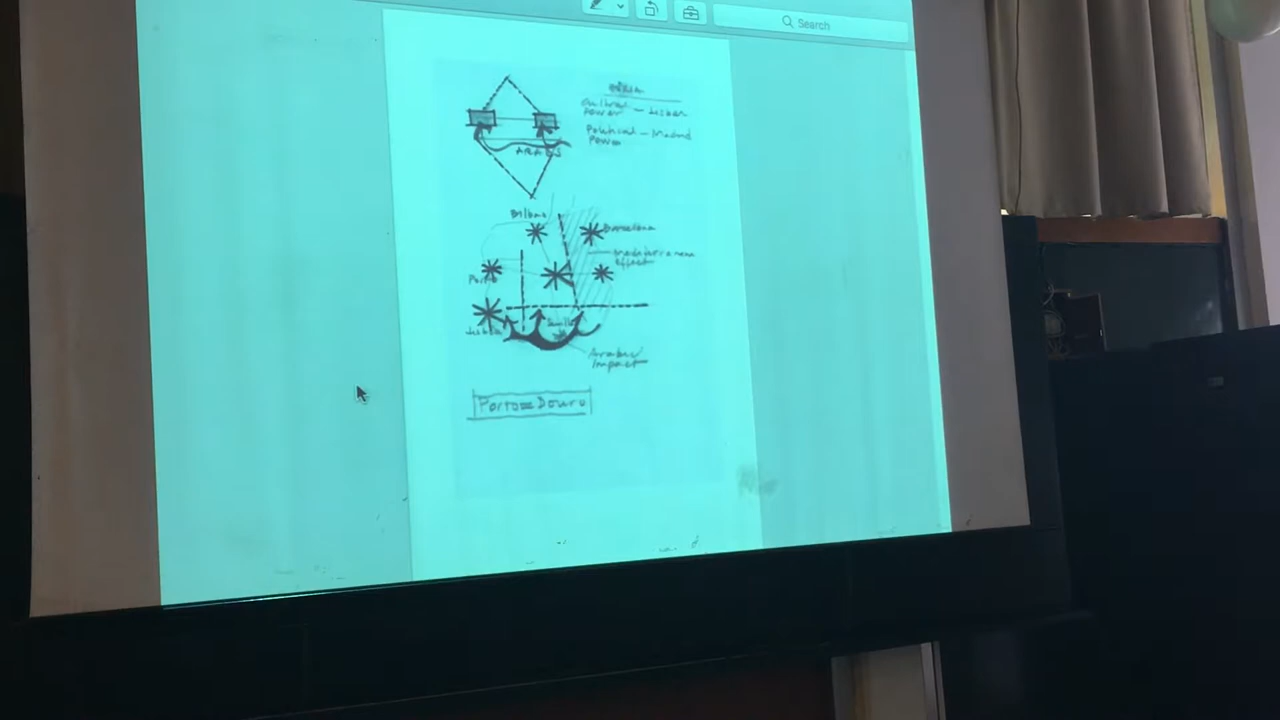 Search
Cultural
Power - Lisbon
Political - Madrid
Power
ARABS
Bilbao
Barcelona
Mediterranean
effect
Porto
Lisbon
Sevilla
Arabic
impact
Porto = Douro